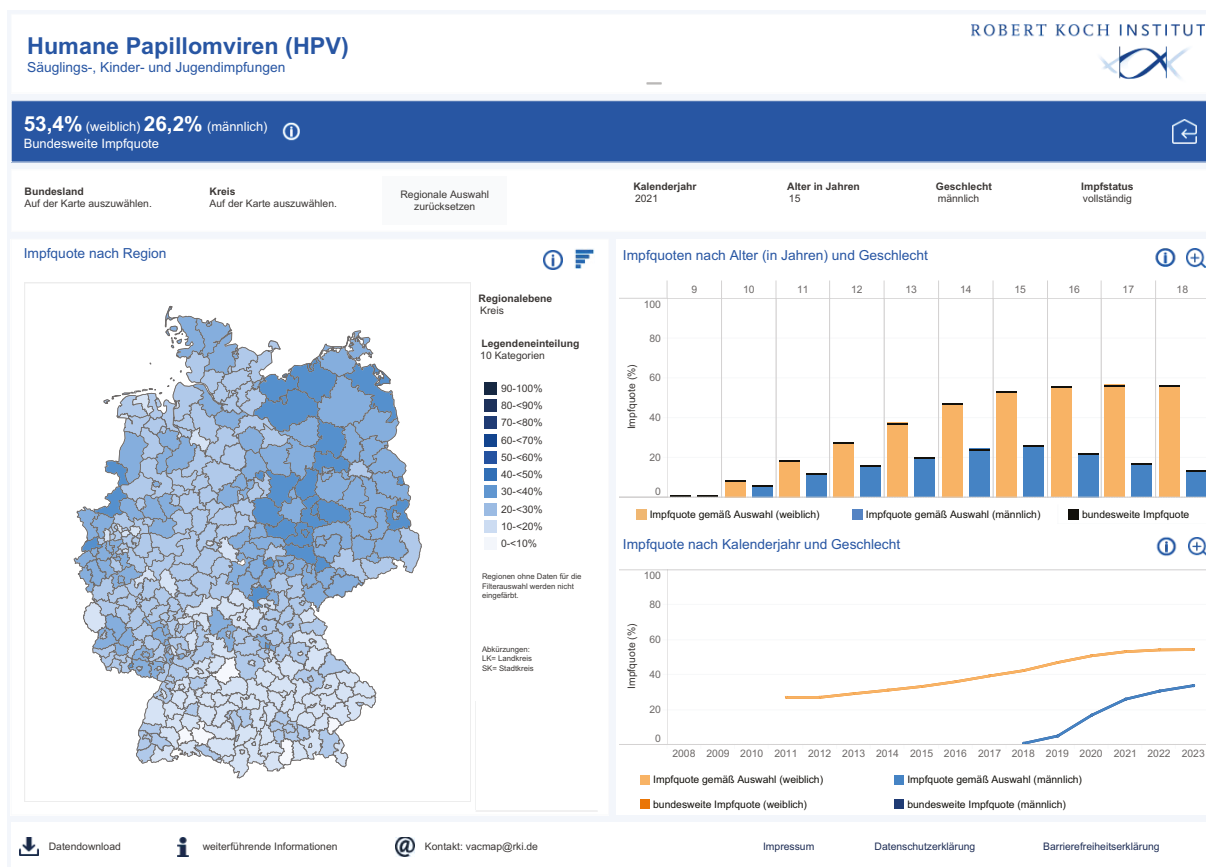 ROBERT KOCH INSTITUT
Humane Papillomviren (HPV)
Säuglings-, Kinder- und Jugendimpfungen
53,4% (weiblich) 26,2% (männlich)
Bundesweite Impfquote
Bundesland
Auf der Karte auszuwählen.
Kreis
Auf der Karte auszuwählen.
Regionale Auswahl
zurücksetzen
Kalenderjahr
2021
Alter in Jahren
15
Geschlecht
männlich
Impfstatus
vollständig
Impfquote nach Region
Regionalebene
Kreis
Legendeneinteilung
10 Kategorien
90-100%
80-<90%
70-<80%
60-<70%
50-<60%
40-<50%
30-<40%
20-<30%
10-<20%
0-<10%
Regionen ohne Daten für die
Filterauswahl werden nicht
eingefärbt.
Abkürzungen:
LK= Landkreis
SK= Stadtkreis
Impfquoten nach Alter (in Jahren) und Geschlecht
9 10 11 12 13 14 15 16 17 18
100
80
60
40
20
0
Impfquote (%)
Impfquote gemäß Auswahl (weiblich) Impfquote gemäß Auswahl (männlich) bundesweite Impfquote
Impfquote nach Kalenderjahr und Geschlecht
100
80
60
40
20
0
Impfquote (%)
2008 2009 2010 2011 2012 2013 2014 2015 2016 2017 2018 2019 2020 2021 2022 2023
Impfquote gemäß Auswahl (weiblich) Impfquote gemäß Auswahl (männlich)
bundesweite Impfquote (weiblich) bundesweite Impfquote (männlich)
Datendownload weiterführende Informationen @ Kontakt: vacmap@rki.de Impressum Datenschutzerklärung Barrierefreiheitserklärung